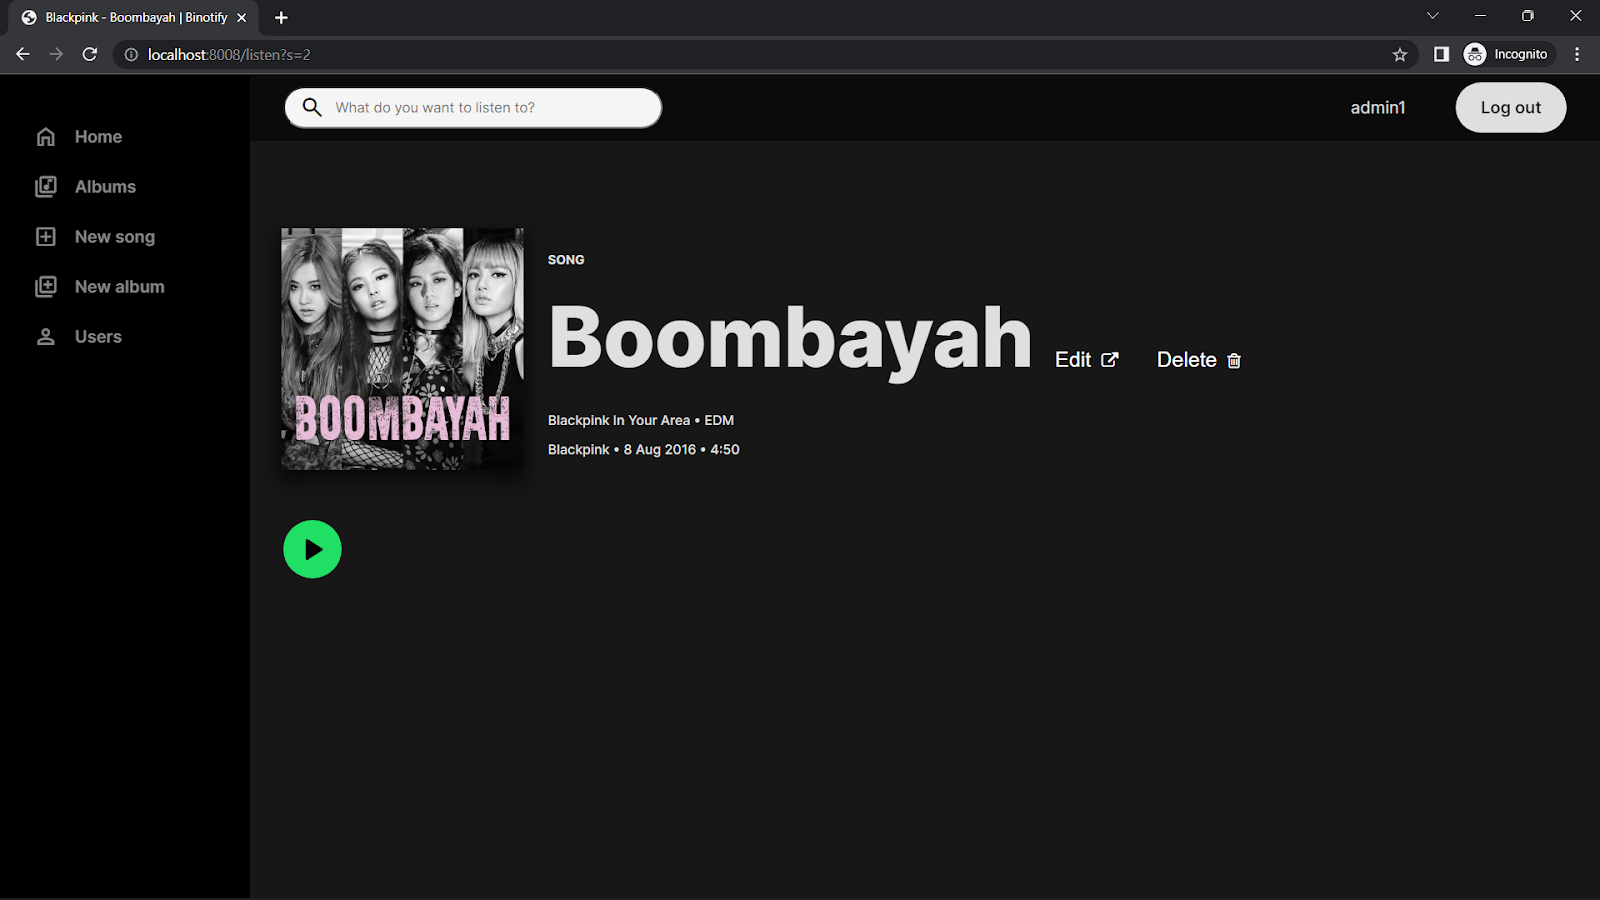 Blackpink - Boombayah | Binotify
localhost:8008/listen?s=2
Incognito
What do you want to listen to?
admin1
Log out
Home
Albums
New song
New album
Users
BOOMBAYAH
SONG
Boombayah
Edit
Delete
Blackpink In Your Area • EDM
Blackpink • 8 Aug 2016 • 4:50